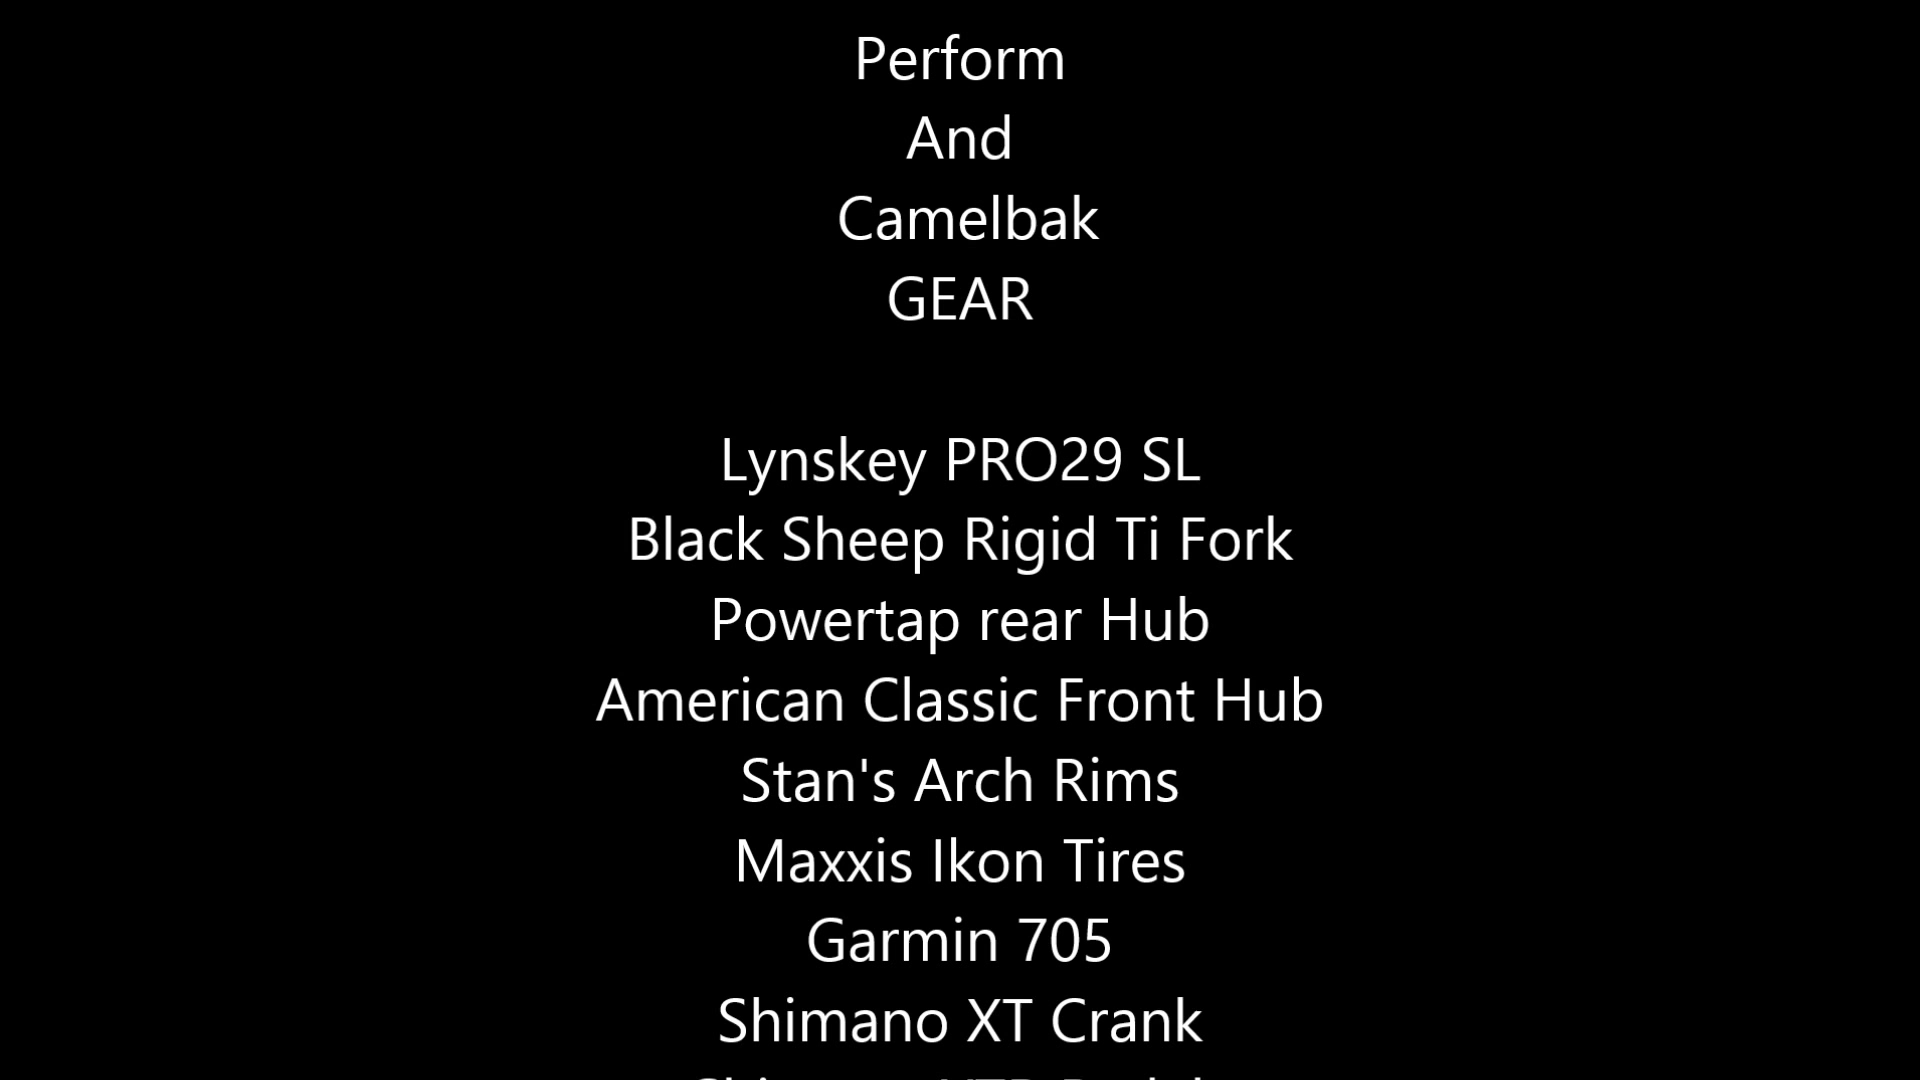 Perform
And
Camelbak
GEAR
Lynskey PRO29 SL
Black Sheep Rigid Ti Fork
Powertap rear Hub
American Classic Front Hub
Stan's Arch Rims
Maxxis Ikon Tires
Garmin 705
Shimano XT Crank